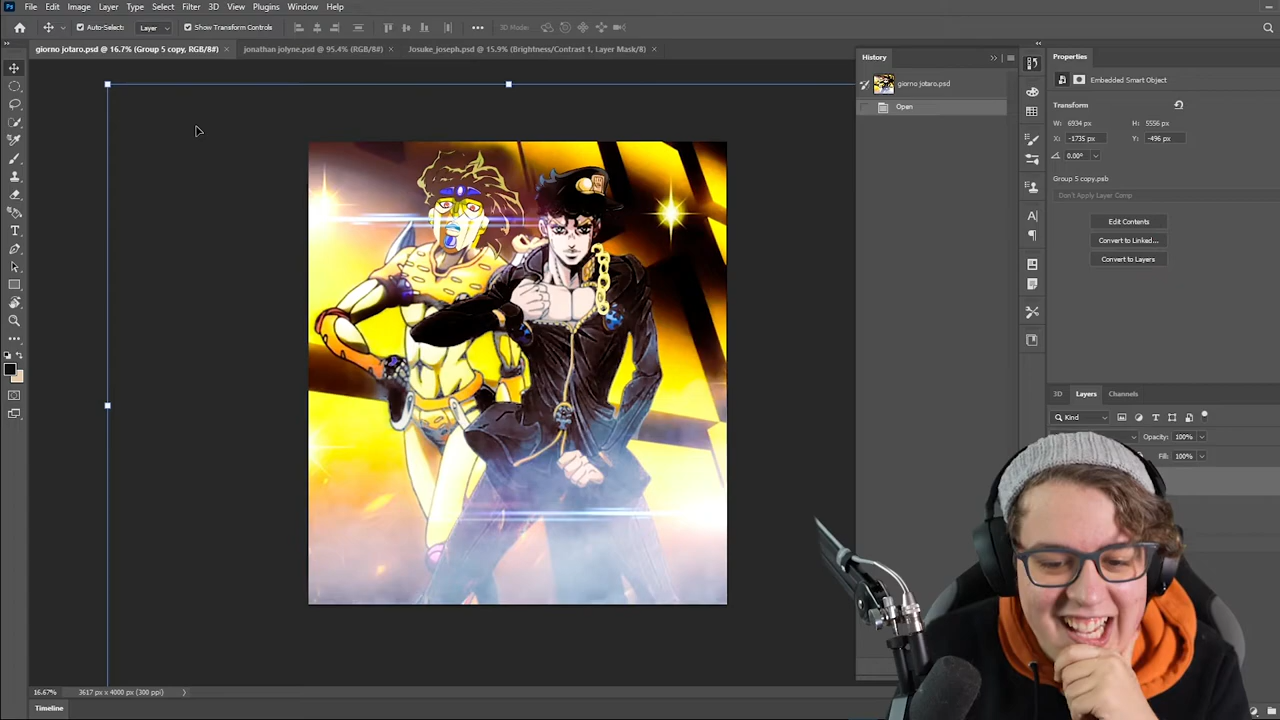 Ps File Edit Image Layer Type Select Filter 3D View Plugins Window Help
Auto-Select: Layer Show Transform Controls 3D Mode:
giorno jotaro.psd @ 16.7% (Group 5 copy, RGB/8#) × jonathan jolyne.psd @ 95.4% (RGB/8#) × Josuke_joseph.psd @ 15.9% (Brightness/Contrast 1, Layer Mask/8) ×
History
giorno jotaro.psd
Open
Properties
Embedded Smart Object
Transform
W: 6934 px H: 5556 px
X: -1735 px Y: -496 px
0.00°
Group 5 copy.psb
Don't Apply Layer Comp
Edit Contents
Convert to Linked...
Convert to Layers
3D Layers Channels
Kind
Opacity: 100%
Fill: 100%
16.67% 3617 px x 4000 px (300 ppi)
Timeline